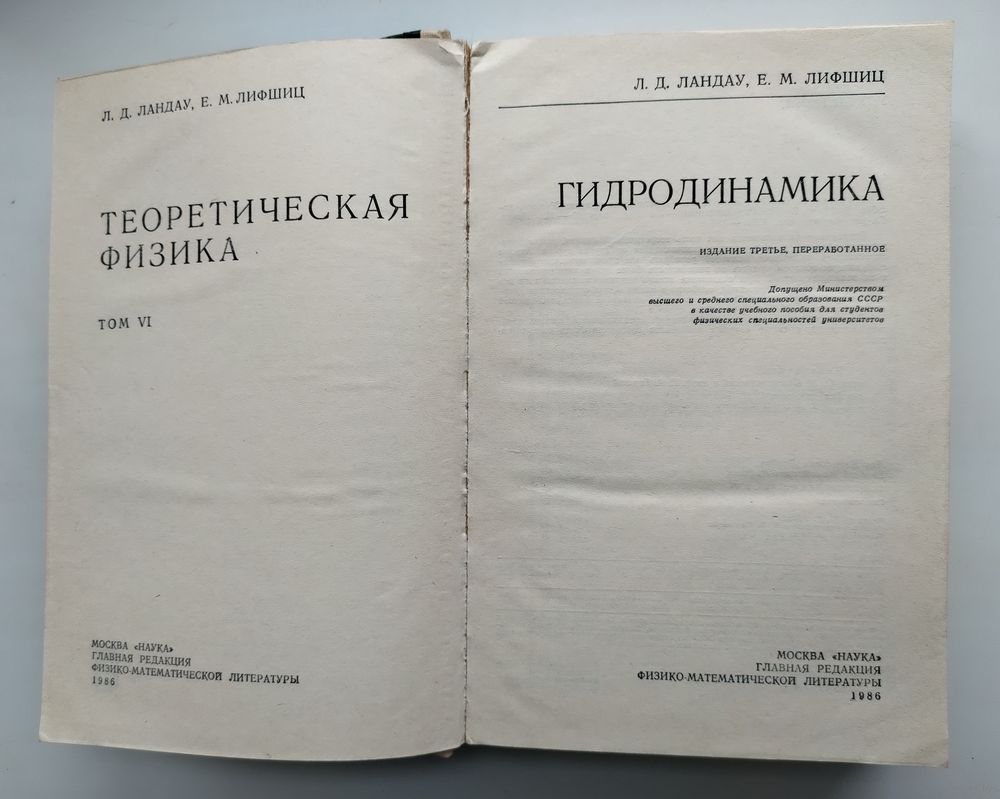 Л. Д. ЛАНДАУ, Е. М. ЛИФШИЦ
ТЕОРЕТИЧЕСКАЯ
ФИЗИКА
ТОМ VI
МОСКВА «НАУКА»
ГЛАВНАЯ РЕДАКЦИЯ
ФИЗИКО-МАТЕМАТИЧЕСКОЙ ЛИТЕРАТУРЫ
1986
Л. Д. ЛАНДАУ, Е. М. ЛИФШИЦ
ГИДРОДИНАМИКА
ИЗДАНИЕ ТРЕТЬЕ, ПЕРЕРАБОТАННОЕ
Допущено Министерством
высшего и среднего специального образования СССР
в качестве учебного пособия для студентов
физических специальностей университетов
МОСКВА «НАУКА»
ГЛАВНАЯ РЕДАКЦИЯ
ФИЗИКО-МАТЕМАТИЧЕСКОЙ ЛИТЕРАТУРЫ
1986